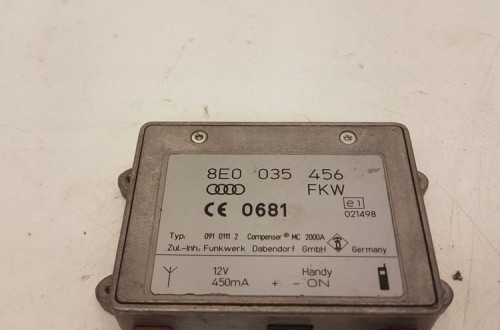 8E0 035 456
FKW
CE 0681
e1
021498
Typ: 091 0111 2 Compenser® MC 2000A
Zul.-Inh: Funkwerk Dabendorf GmbH Germany
12V Handy
450mA + - ON